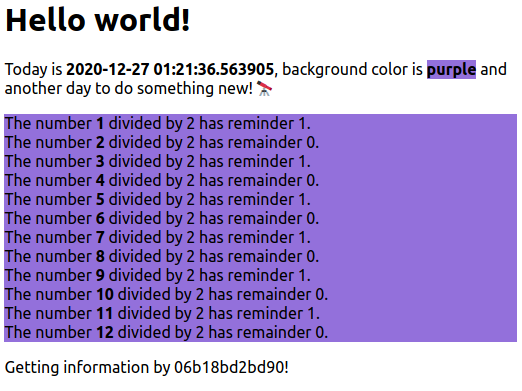 Hello world!
Today is 2020-12-27 01:21:36.563905, background color is purple and
another day to do something new! 🔭
The number 1 divided by 2 has reminder 1.
The number 2 divided by 2 has remainder 0.
The number 3 divided by 2 has reminder 1.
The number 4 divided by 2 has remainder 0.
The number 5 divided by 2 has reminder 1.
The number 6 divided by 2 has remainder 0.
The number 7 divided by 2 has reminder 1.
The number 8 divided by 2 has remainder 0.
The number 9 divided by 2 has reminder 1.
The number 10 divided by 2 has remainder 0.
The number 11 divided by 2 has reminder 1.
The number 12 divided by 2 has remainder 0.
Getting information by 06b18bd2bd90!